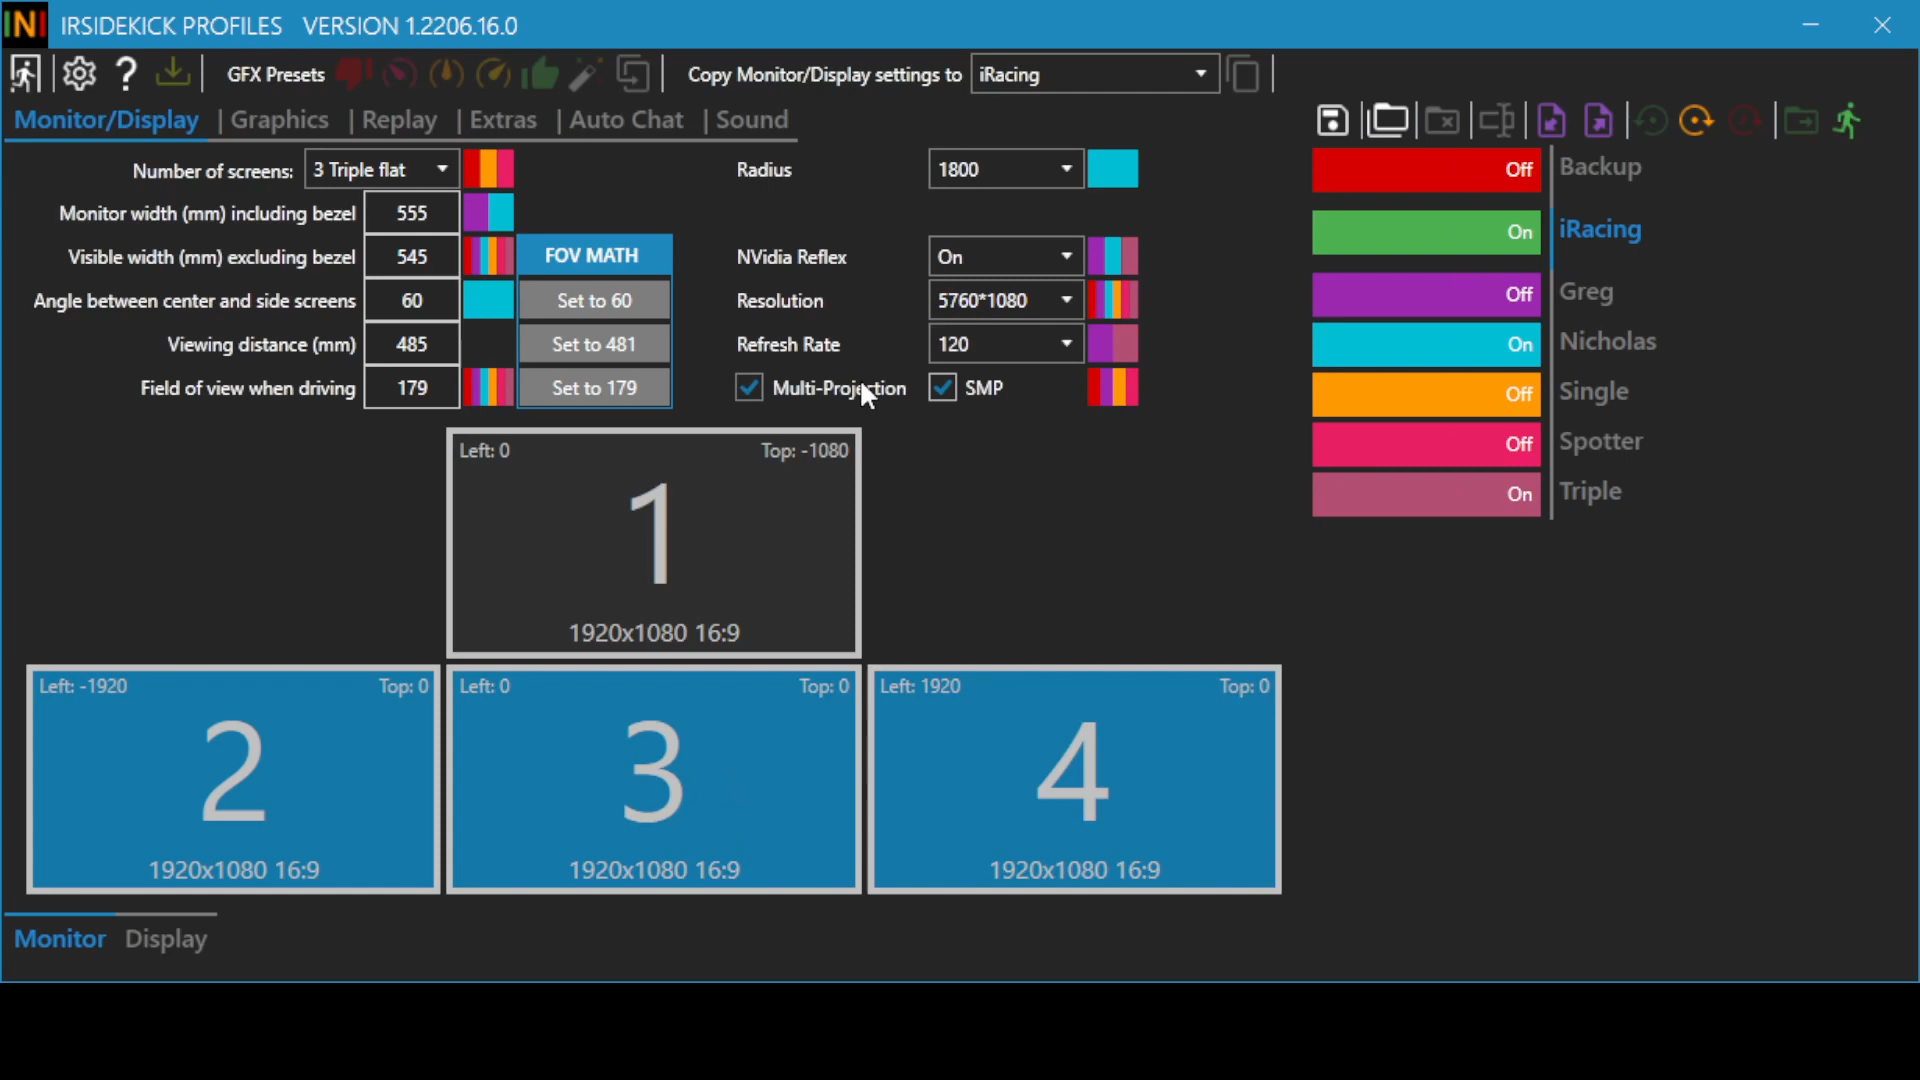 IRSIDEKICK PROFILES VERSION 1.2206.16.0
GFX Presets Copy Monitor/Display settings to iRacing
Monitor/Display | Graphics | Replay | Extras | Auto Chat | Sound
Number of screens: 3 Triple flat Radius 1800
Monitor width (mm) including bezel 555
Visible width (mm) excluding bezel 545 FOV MATH NVidia Reflex On
Angle between center and side screens 60 Set to 60 Resolution 5760*1080
Viewing distance (mm) 485 Set to 481 Refresh Rate 120
Field of view when driving 179 Set to 179 Multi-Projection SMP
Off Backup
On iRacing
Off Greg
On Nicholas
Off Single
Off Spotter
On Triple
Left: 0 Top: -1080
1
1920x1080 16:9
Left: -1920 Top: 0
2
1920x1080 16:9
Left: 0 Top: 0
3
1920x1080 16:9
Left: 1920 Top: 0
4
1920x1080 16:9
Monitor Display